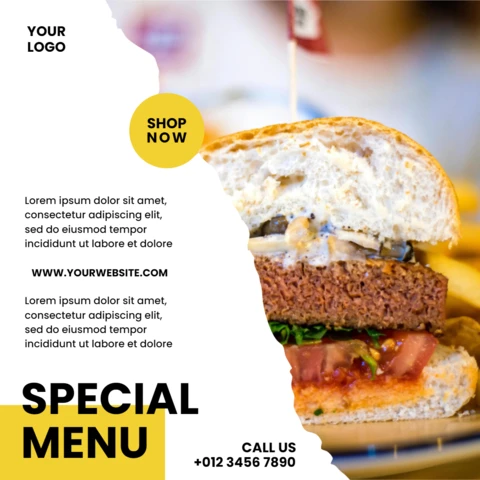 YOUR
LOGO
SHOP
NOW
Lorem ipsum dolor sit amet,
consectetur adipiscing elit,
sed do eiusmod tempor
incididunt ut labore et dolore
WWW.YOURWEBSITE.COM
Lorem ipsum dolor sit amet,
consectetur adipiscing elit,
sed do eiusmod tempor
incididunt ut labore et dolore
SPECIAL
MENU
CALL US
+012 3456 7890